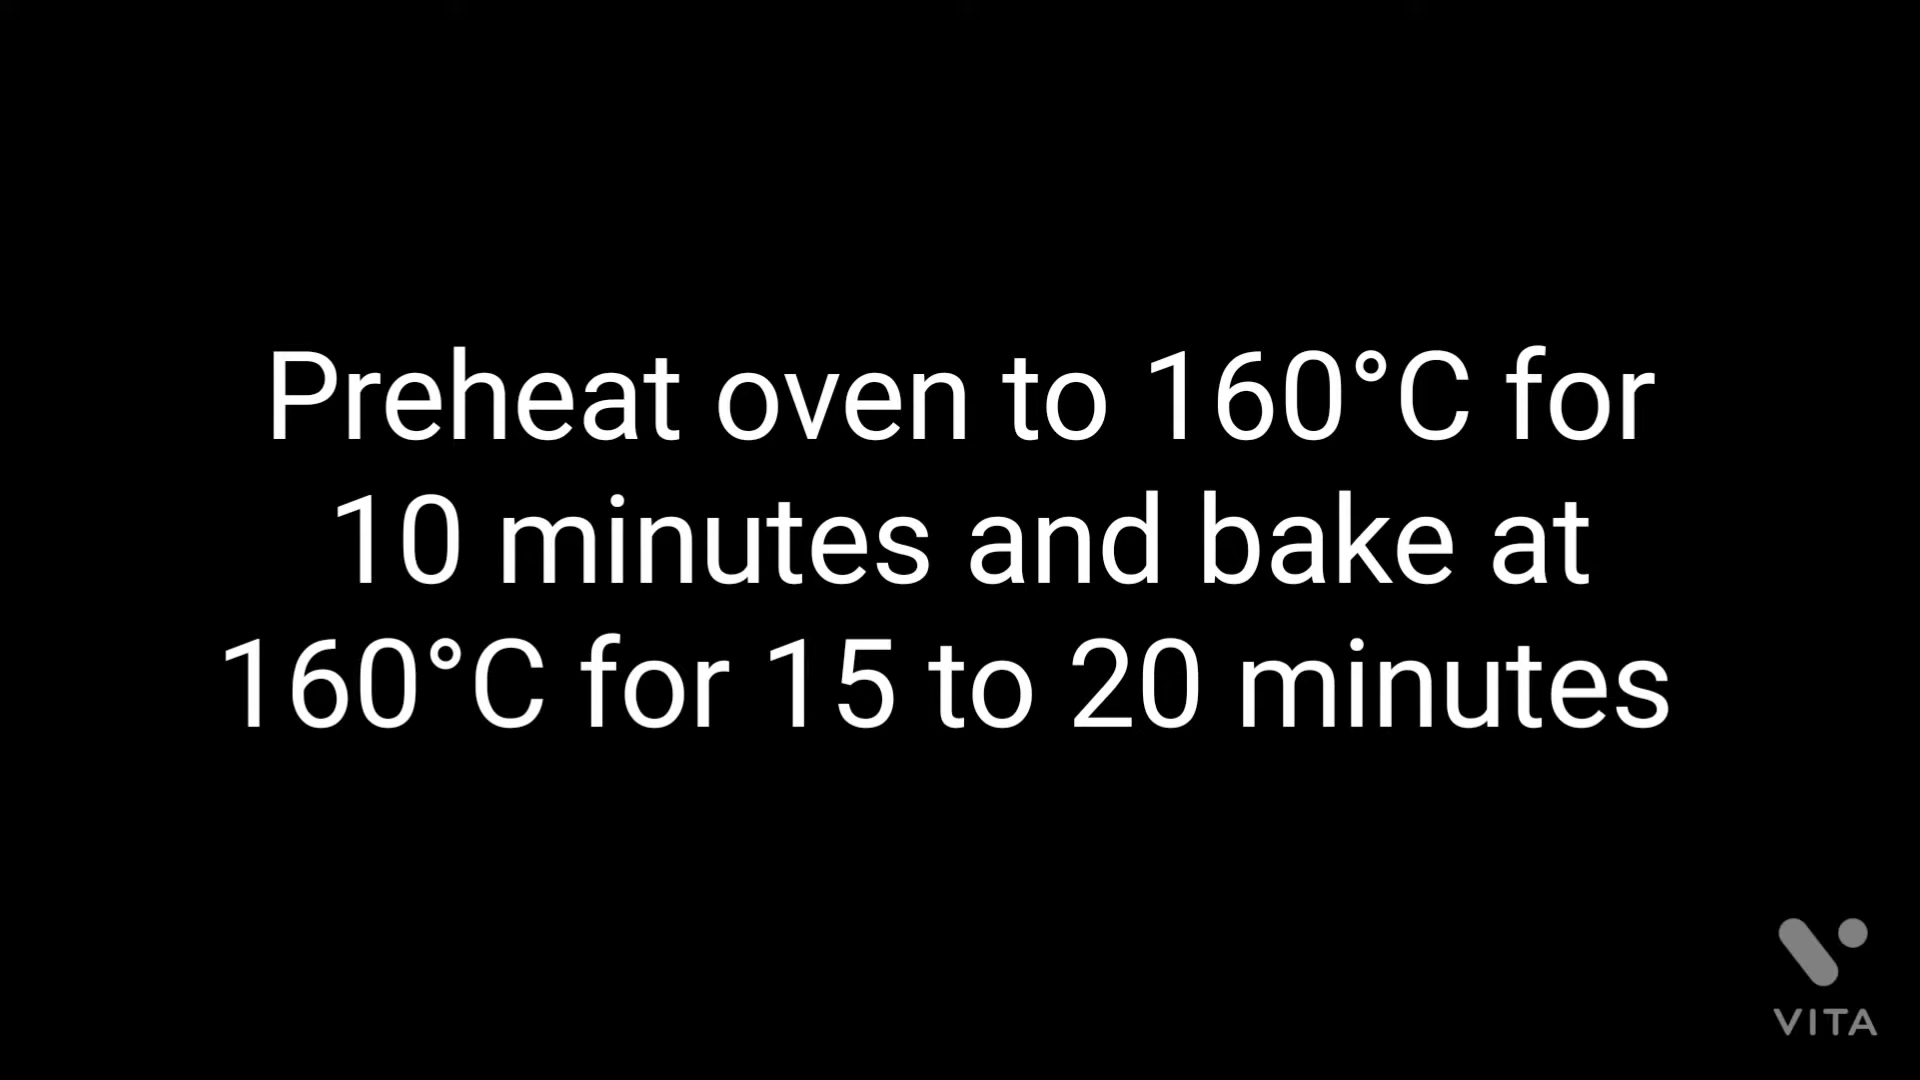 Preheat oven to 160°C for
10 minutes and bake at
160°C for 15 to 20 minutes
VITA